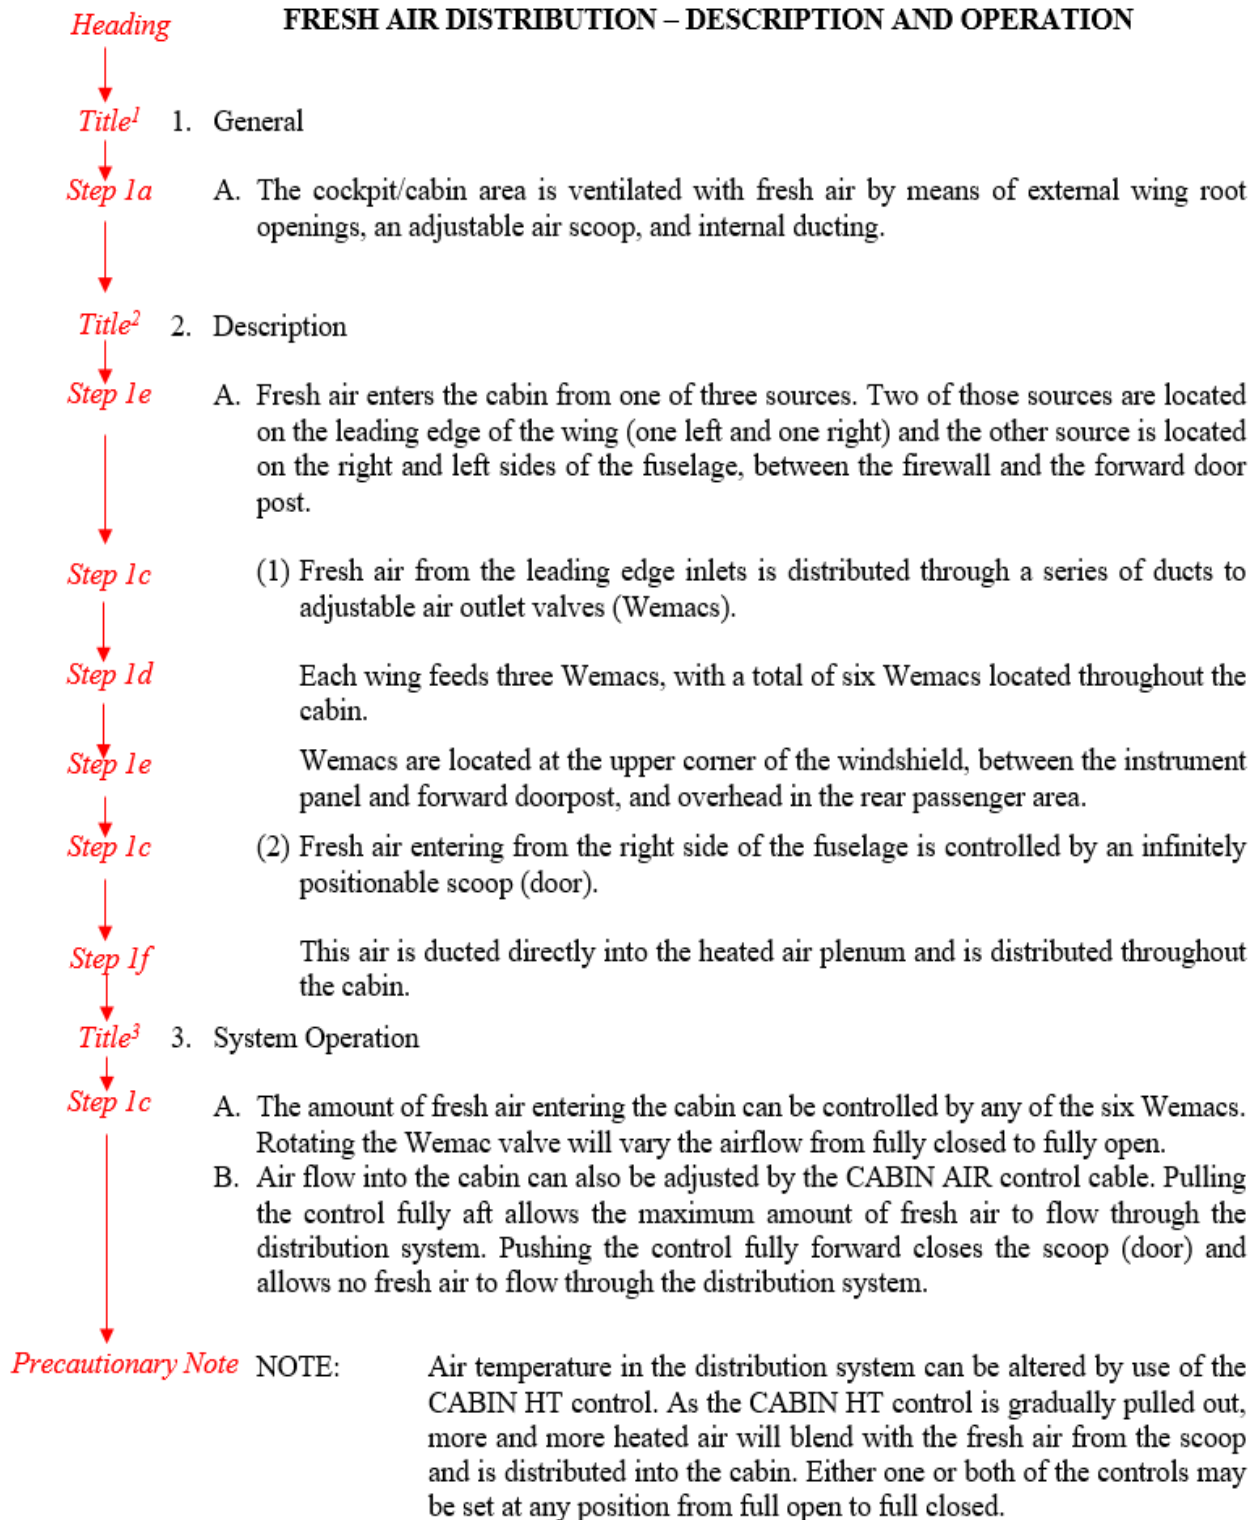 Heading FRESH AIR DISTRIBUTION – DESCRIPTION AND OPERATION
Title1 1. General
Step 1a A. The cockpit/cabin area is ventilated with fresh air by means of external wing root
openings, an adjustable air scoop, and internal ducting.
Title2 2. Description
Step 1e A. Fresh air enters the cabin from one of three sources. Two of those sources are located
on the leading edge of the wing (one left and one right) and the other source is located
on the right and left sides of the fuselage, between the firewall and the forward door
post.
Step 1c (1) Fresh air from the leading edge inlets is distributed through a series of ducts to
adjustable air outlet valves (Wemacs).
Step 1d Each wing feeds three Wemacs, with a total of six Wemacs located throughout the
cabin.
Step 1e Wemacs are located at the upper corner of the windshield, between the instrument
panel and forward doorpost, and overhead in the rear passenger area.
Step 1c (2) Fresh air entering from the right side of the fuselage is controlled by an infinitely
positionable scoop (door).
Step 1f This air is ducted directly into the heated air plenum and is distributed throughout
the cabin.
Title3 3. System Operation
Step 1c A. The amount of fresh air entering the cabin can be controlled by any of the six Wemacs.
Rotating the Wemac valve will vary the airflow from fully closed to fully open.
B. Air flow into the cabin can also be adjusted by the CABIN AIR control cable. Pulling
the control fully aft allows the maximum amount of fresh air to flow through the
distribution system. Pushing the control fully forward closes the scoop (door) and
allows no fresh air to flow through the distribution system.
Precautionary Note NOTE: Air temperature in the distribution system can be altered by use of the
CABIN HT control. As the CABIN HT control is gradually pulled out,
more and more heated air will blend with the fresh air from the scoop
and is distributed into the cabin. Either one or both of the controls may
be set at any position from full open to full closed.